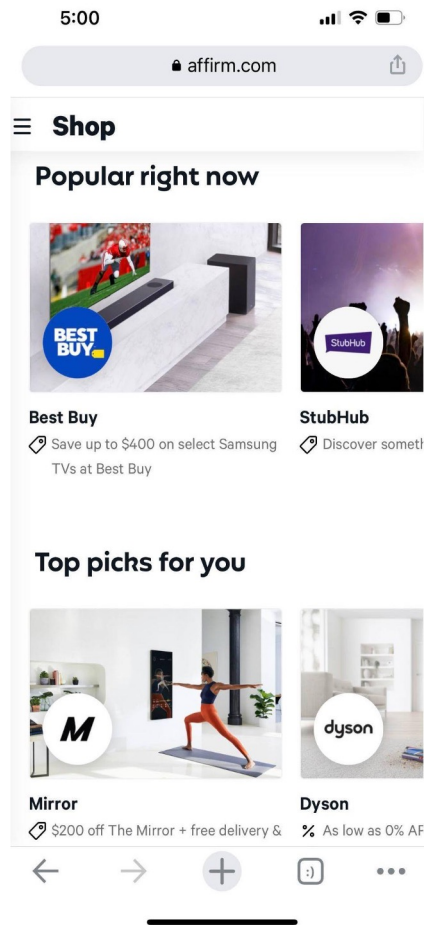 5:00
affirm.com
Shop
Popular right now
BEST
BUY
StubHub
Best Buy
Save up to $400 on select Samsung
TVs at Best Buy
StubHub
Discover someth
Top picks for you
M
dyson
Mirror
$200 off The Mirror + free delivery &
Dyson
% As low as 0% AP
:)